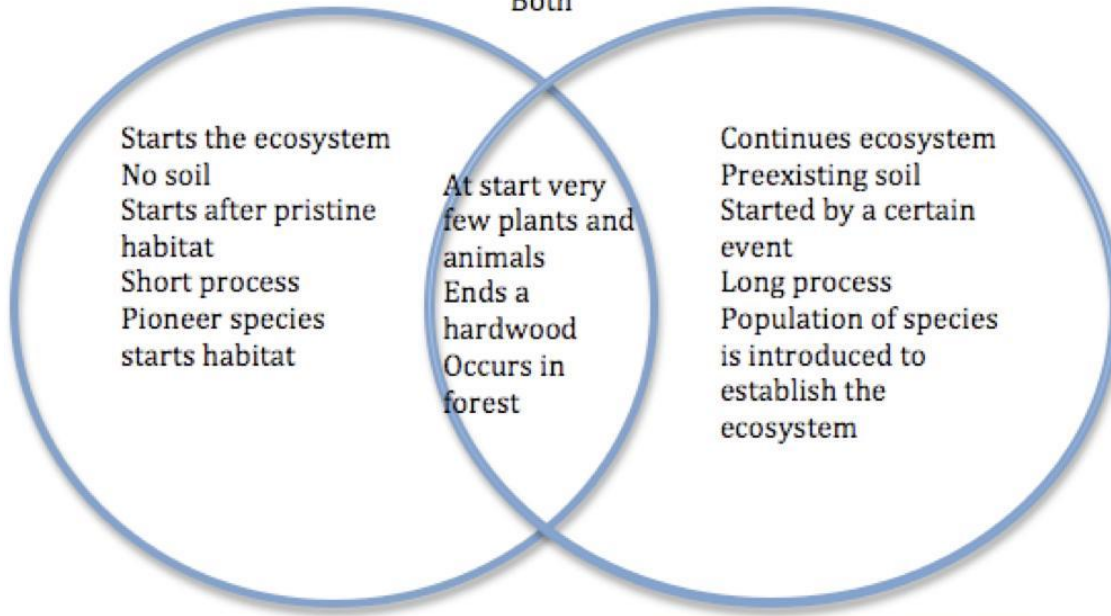 Both
Starts the ecosystem
No soil
Starts after pristine
habitat
Short process
Pioneer species
starts habitat
At start very
few plants and
animals
Ends a
hardwood
Occurs in
forest
Continues ecosystem
Preexisting soil
Started by a certain
event
Long process
Population of species
is introduced to
establish the
ecosystem